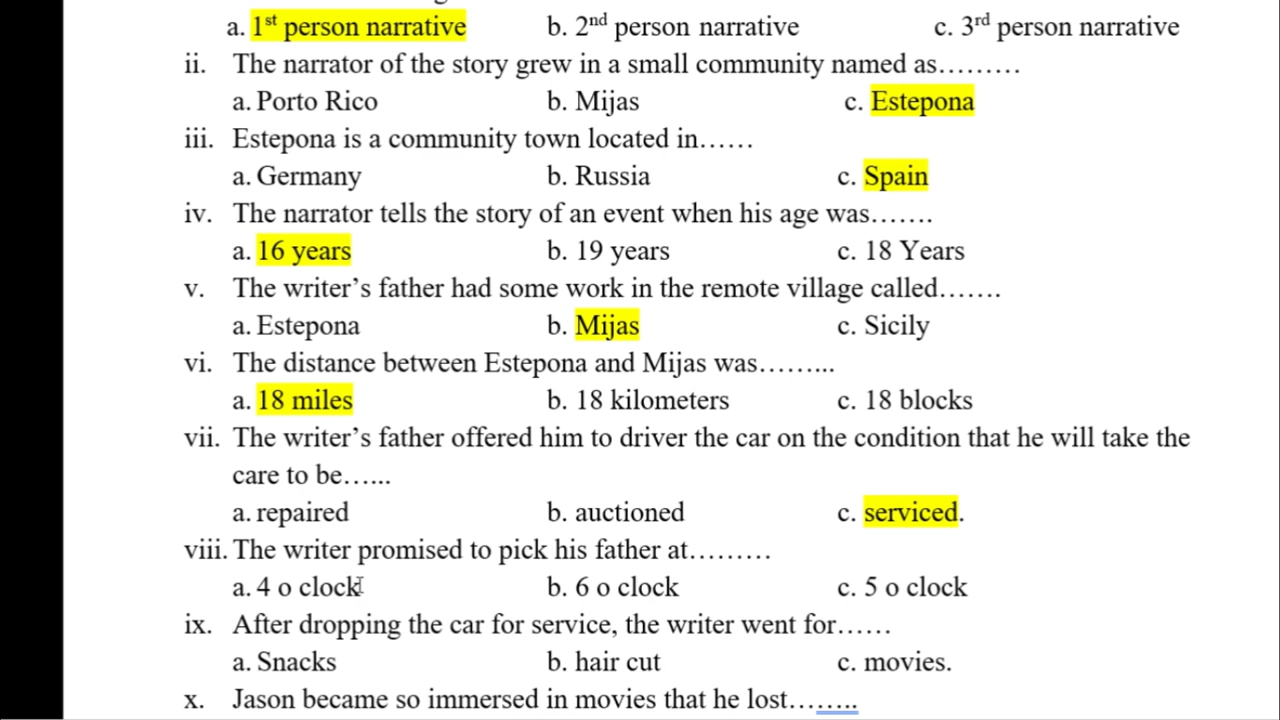 a. 1st person narrative b. 2nd person narrative c. 3rd person narrative
ii. The narrator of the story grew in a small community named as………
a. Porto Rico b. Mijas c. Estepona
iii. Estepona is a community town located in……
a. Germany b. Russia c. Spain
iv. The narrator tells the story of an event when his age was…….
a. 16 years b. 19 years c. 18 Years
v. The writer’s father had some work in the remote village called…….
a. Estepona b. Mijas c. Sicily
vi. The distance between Estepona and Mijas was……...
a. 18 miles b. 18 kilometers c. 18 blocks
vii. The writer’s father offered him to driver the car on the condition that he will take the
care to be…...
a. repaired b. auctioned c. serviced.
viii. The writer promised to pick his father at………
a. 4 o clock b. 6 o clock c. 5 o clock
ix. After dropping the car for service, the writer went for……
a. Snacks b. hair cut c. movies.
x. Jason became so immersed in movies that he lost……..